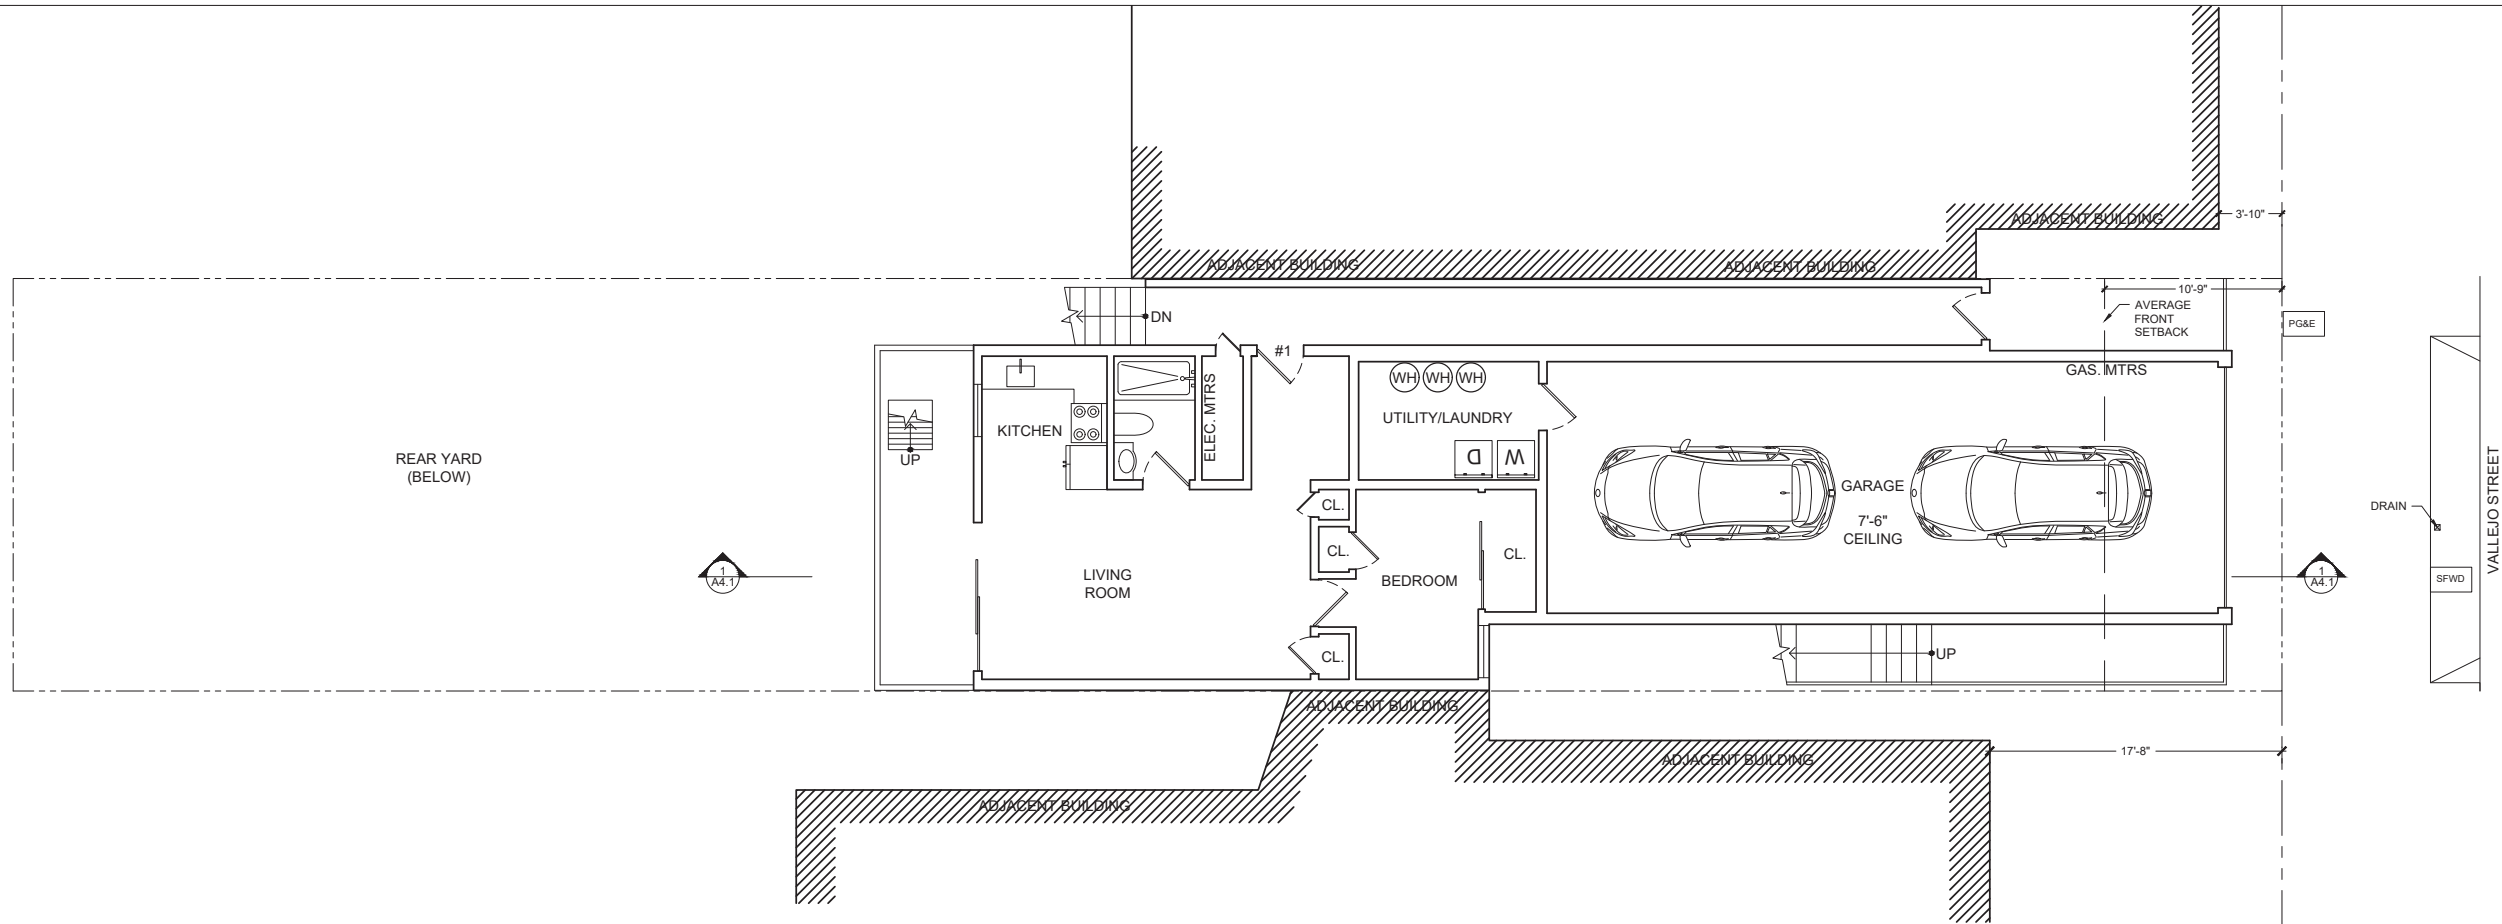 ADJACENT BUILDING
3'-10"
ADJACENT BUILDING
ADJACENT BUILDING
10'-9"
AVERAGE
FRONT
SETBACK
PG&E
DN
#1
GAS. MTRS
WH
WH
WH
ELEC. MTRS
UTILITY/LAUNDRY
KITCHEN
UP
REAR YARD
(BELOW)
D
W
GARAGE
7'-6"
CEILING
CL.
CL.
CL.
BEDROOM
LIVING
ROOM
1
A4.1
1
A4.1
DRAIN
SFWD
VALLEJO STREET
CL.
UP
ADJACENT BUILDING
17'-8"
ADJACENT BUILDING
ADJACENT BUILDING